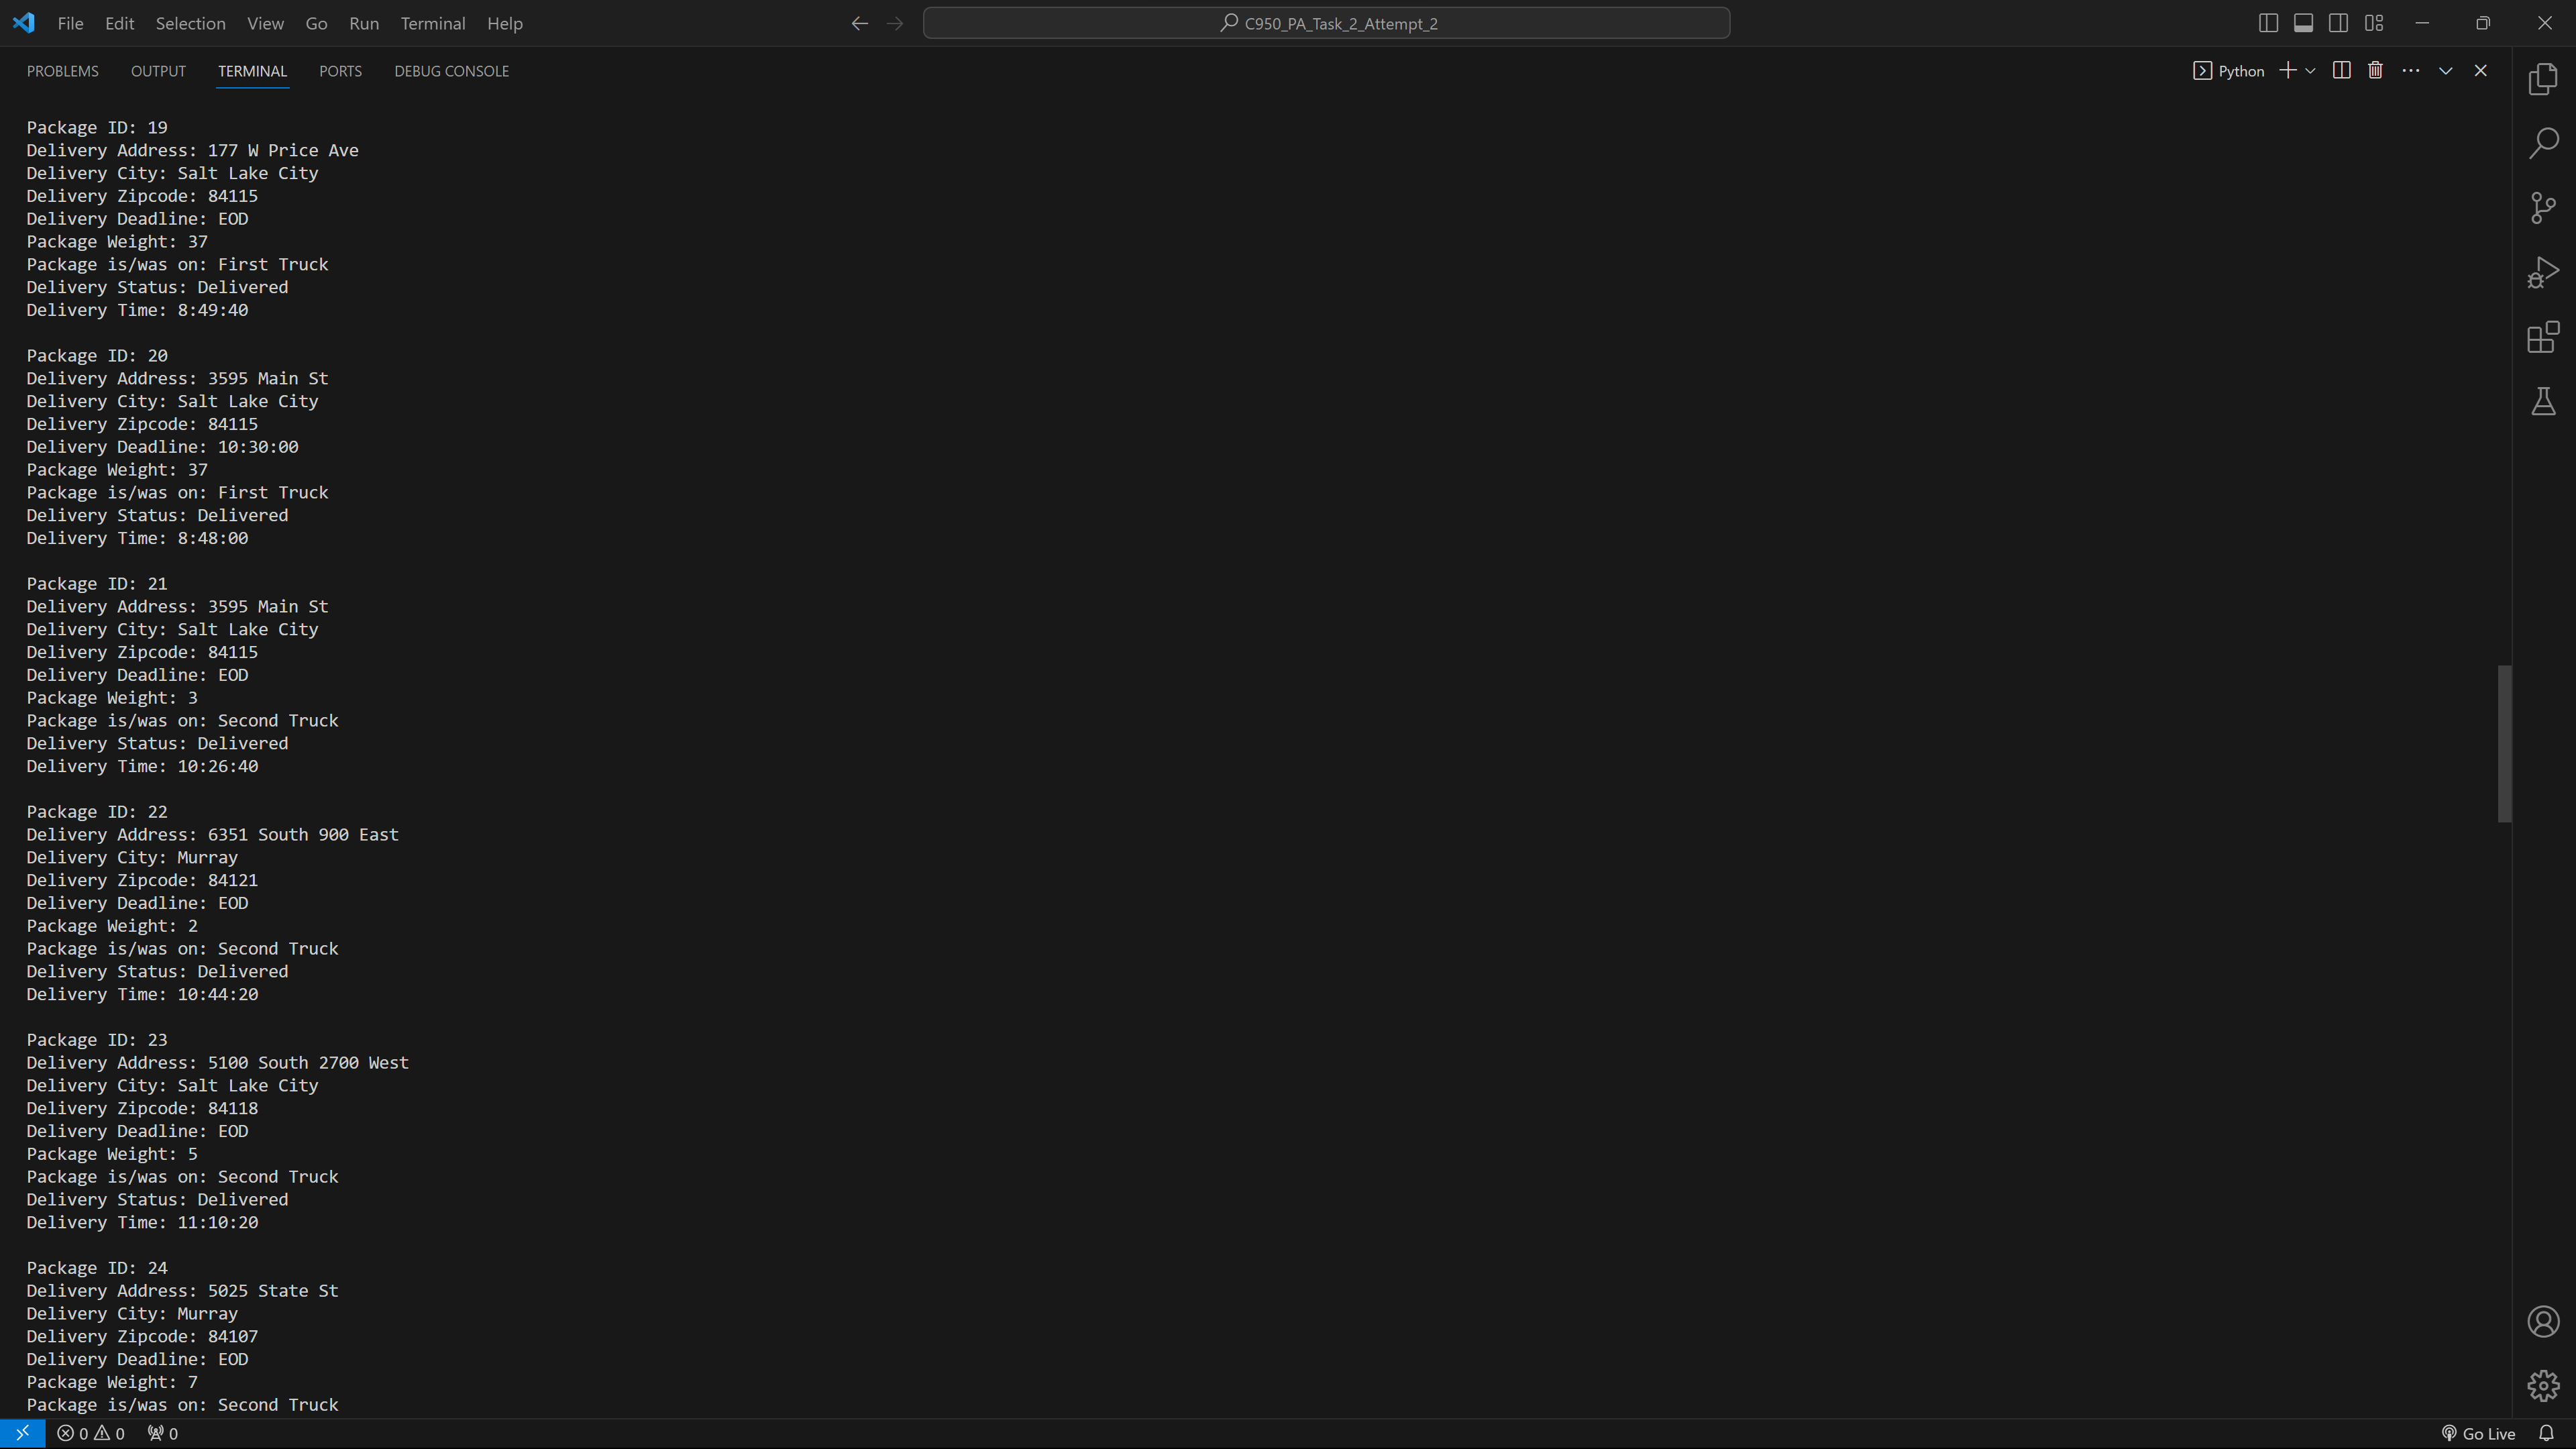 File Edit Selection View Go Run Terminal Help
C950_PA_Task_2_Attempt_2
PROBLEMS OUTPUT TERMINAL PORTS DEBUG CONSOLE
Python
Package ID: 19
Delivery Address: 177 W Price Ave
Delivery City: Salt Lake City
Delivery Zipcode: 84115
Delivery Deadline: EOD
Package Weight: 37
Package is/was on: First Truck
Delivery Status: Delivered
Delivery Time: 8:49:40
Package ID: 20
Delivery Address: 3595 Main St
Delivery City: Salt Lake City
Delivery Zipcode: 84115
Delivery Deadline: 10:30:00
Package Weight: 37
Package is/was on: First Truck
Delivery Status: Delivered
Delivery Time: 8:48:00
Package ID: 21
Delivery Address: 3595 Main St
Delivery City: Salt Lake City
Delivery Zipcode: 84115
Delivery Deadline: EOD
Package Weight: 3
Package is/was on: Second Truck
Delivery Status: Delivered
Delivery Time: 10:26:40
Package ID: 22
Delivery Address: 6351 South 900 East
Delivery City: Murray
Delivery Zipcode: 84121
Delivery Deadline: EOD
Package Weight: 2
Package is/was on: Second Truck
Delivery Status: Delivered
Delivery Time: 10:44:20
Package ID: 23
Delivery Address: 5100 South 2700 West
Delivery City: Salt Lake City
Delivery Zipcode: 84118
Delivery Deadline: EOD
Package Weight: 5
Package is/was on: Second Truck
Delivery Status: Delivered
Delivery Time: 11:10:20
Package ID: 24
Delivery Address: 5025 State St
Delivery City: Murray
Delivery Zipcode: 84107
Delivery Deadline: EOD
Package Weight: 7
Package is/was on: Second Truck
0 0 0 Go Live